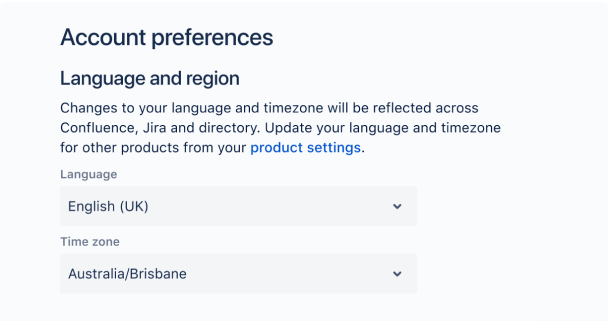 Account preferences
Language and region
Changes to your language and timezone will be reflected across
Confluence, Jira and directory. Update your language and timezone
for other products from your product settings.
Language
English (UK)
Time zone
Australia/Brisbane